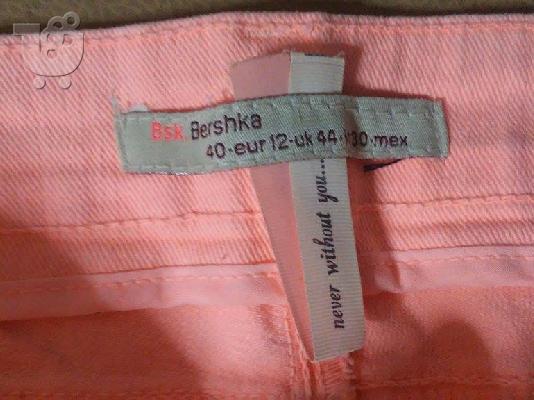 Bsk. Bershka
40-eur 12-uk 44-i 30-mex
never without you...